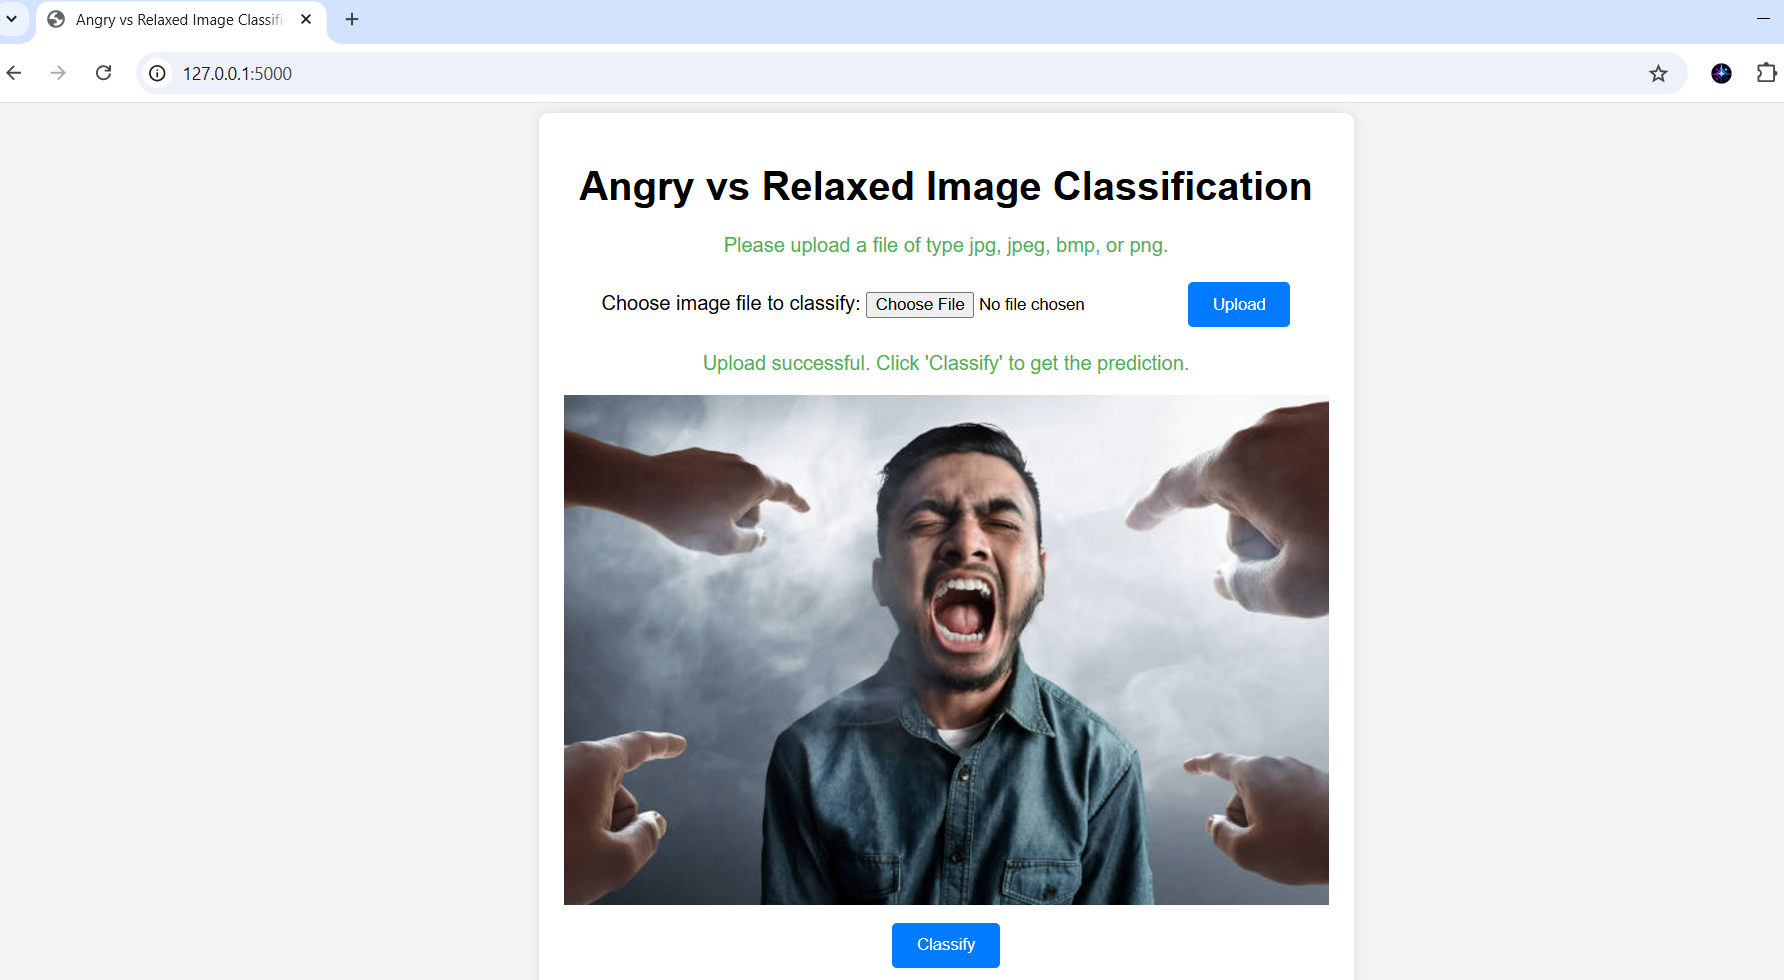 Angry vs Relaxed Image Classifi
127.0.0.1:5000
Angry vs Relaxed Image Classification
Please upload a file of type jpg, jpeg, bmp, or png.
Choose image file to classify: Choose File No file chosen Upload
Upload successful. Click 'Classify' to get the prediction.
Classify